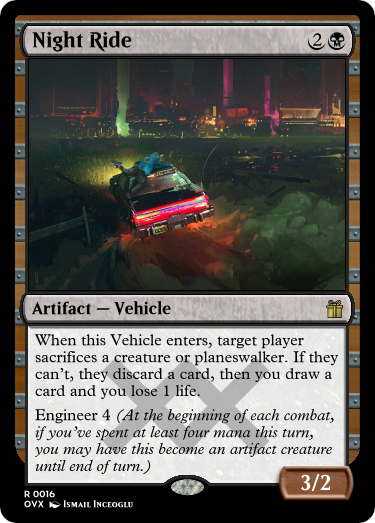 Night Ride 2
Artifact — Vehicle
When this Vehicle enters, target player
sacrifices a creature or planeswalker. If they
can't, they discard a card, then you draw a
card and you lose 1 life.
Engineer 4 (At the beginning of each combat,
if you've spent at least four mana this turn,
you may have this become an artifact creature
until end of turn.)
3/2
R 0016
OVX Ismail Inceoglu